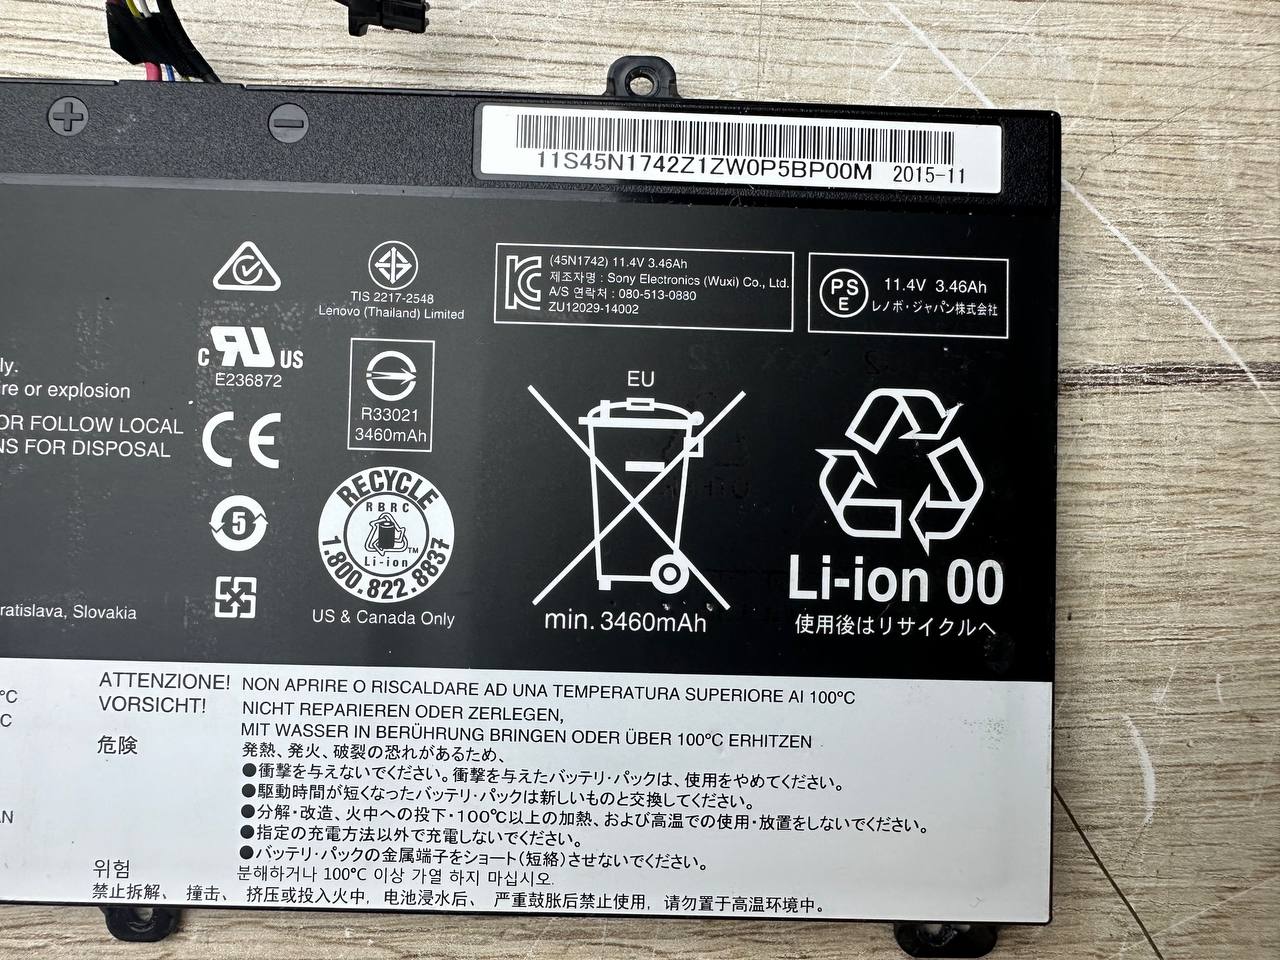 11S45N1742Z1ZW0P5BP00M 2015-11
TIS 2217-2548
Lenovo (Thailand) Limited
(45N1742) 11.4V 3.46Ah
제조자명 : Sony Electronics (Wuxi) Co., Ltd.
A/S 연락처 : 080-513-0880
ZU12029-14002
PS
E
11.4V 3.46Ah
レノボ・ジャパン株式会社
C RU US
E236872
ly.
re or explosion
OR FOLLOW LOCAL
NS FOR DISPOSAL
CE
R33021
3460mAh
5
RECYCLE
RBRC
TM
Li-ion
1.800.822.8837
US & Canada Only
EU
min. 3460mAh
Li-ion 00
使用後はリサイクルへ
ratislava, Slovakia
°C
C
AN
ATTENZIONE! NON APRIRE O RISCALDARE AD UNA TEMPERATURA SUPERIORE AI 100°C
VORSICHT! NICHT REPARIEREN ODER ZERLEGEN,
MIT WASSER IN BERÜHRUNG BRINGEN ODER ÜBER 100°C ERHITZEN
危険 発熱、発火、破裂の恐れがあるため、
●衝撃を与えないでください。衝撃を与えたバッテリ・パックは、使用をやめてください。
●駆動時間が短くなったバッテリ・パックは新しいものと交換してください。
●分解・改造、火中への投下・100℃以上の加熱、および高温での使用・放置をしないでください。
●指定の充電方法以外で充電しないでください。
●バッテリ・パックの金属端子をショート(短絡)させないでください。
위험 분해하거나 100℃ 이상 가열 하지 마십시오.
禁止拆解、 撞击、 挤压或投入火中, 电池浸水后、 严重鼓胀后禁止使用, 请勿置于高温环境中。